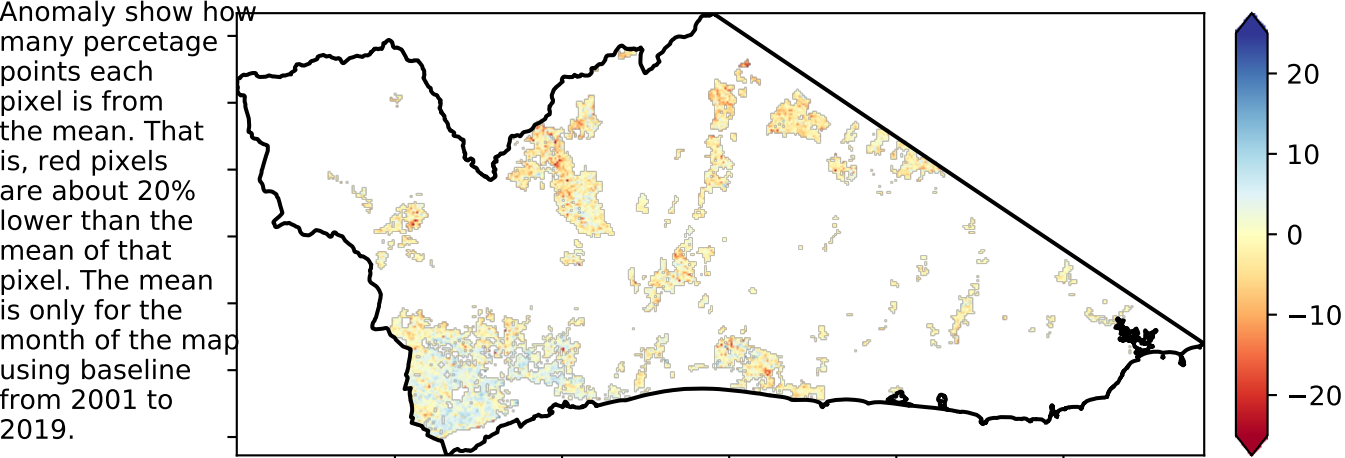 Anomaly show how
many percetage
points each
pixel is from
the mean. That
is, red pixels
are about 20%
lower than the
mean of that
pixel. The mean
is only for the
month of the map
using baseline
from 2001 to
2019.
20
10
0
−10
−20